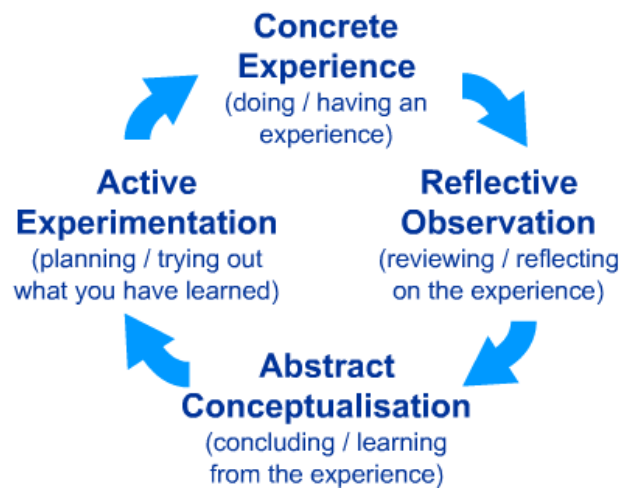 Concrete
Experience
(doing / having an
experience)
Reflective
Observation
(reviewing / reflecting
on the experience)
Abstract
Conceptualisation
(concluding / learning
from the experience)
Active
Experimentation
(planning / trying out
what you have learned)